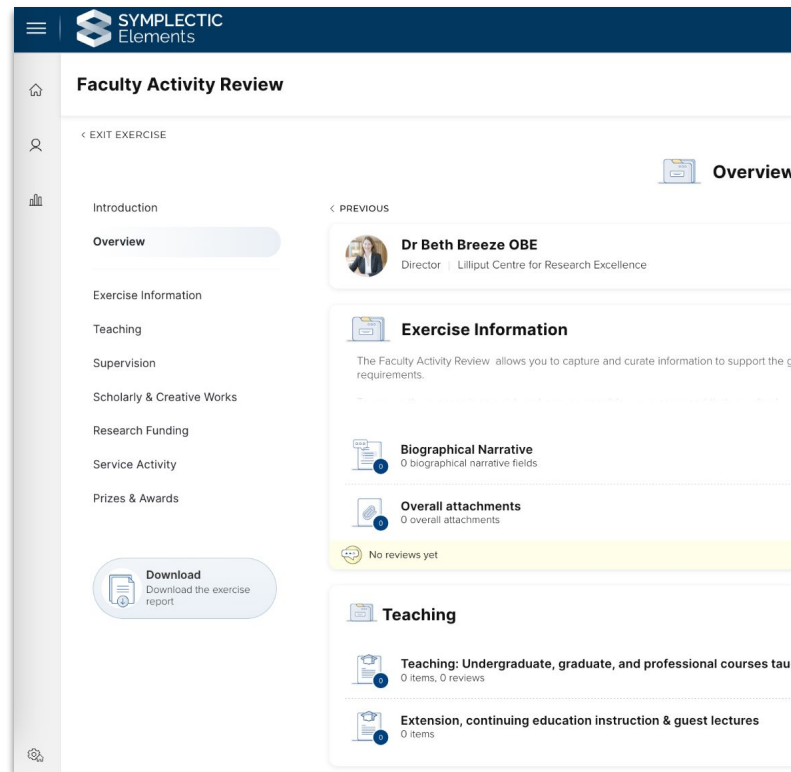 SYMPLECTIC
Elements
Faculty Activity Review
< EXIT EXERCISE
Overview
Introduction
Overview
Exercise Information
Teaching
Supervision
Scholarly & Creative Works
Research Funding
Service Activity
Prizes & Awards
Download
Download the exercise
report
< PREVIOUS
Dr Beth Breeze OBE
Director | Lilliput Centre for Research Excellence
Exercise Information
The Faculty Activity Review allows you to capture and curate information to support the g
requirements.
Biographical Narrative
0 biographical narrative fields
0
Overall attachments
0 overall attachments
0
No reviews yet
Teaching
Teaching: Undergraduate, graduate, and professional courses tau
0 items, 0 reviews
0
Extension, continuing education instruction & guest lectures
0 items
0